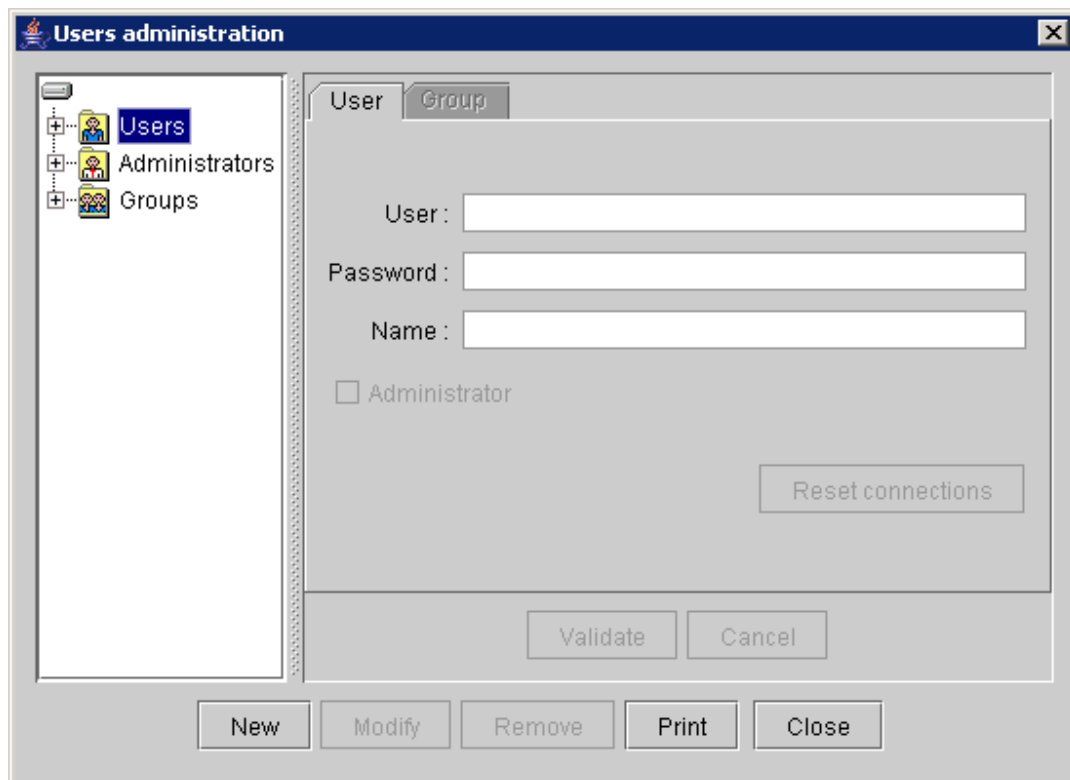 Users administration
Users
Administrators
Groups
User Group
User :
Password :
Name :
Administrator
Reset connections
Validate Cancel
New Modify Remove Print Close